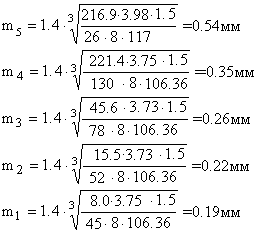 m₅ = 1.4 · ∛(216.9·3.98·1.5 / 26·8·117) =0.54мм
m₄ = 1.4 · ∛(221.4·3.75·1.5 / 130·8·106.36) =0.35мм
m₃ = 1.4 · ∛(45.6·3.73·1.5 / 78·8·106.36) =0.26мм
m₂ = 1.4 · ∛(15.5·3.73·1.5 / 52·8·106.36) =0.22мм
m₁ = 1.4 · ∛(8.0·3.75·1.5 / 45·8·106.36) =0.19мм